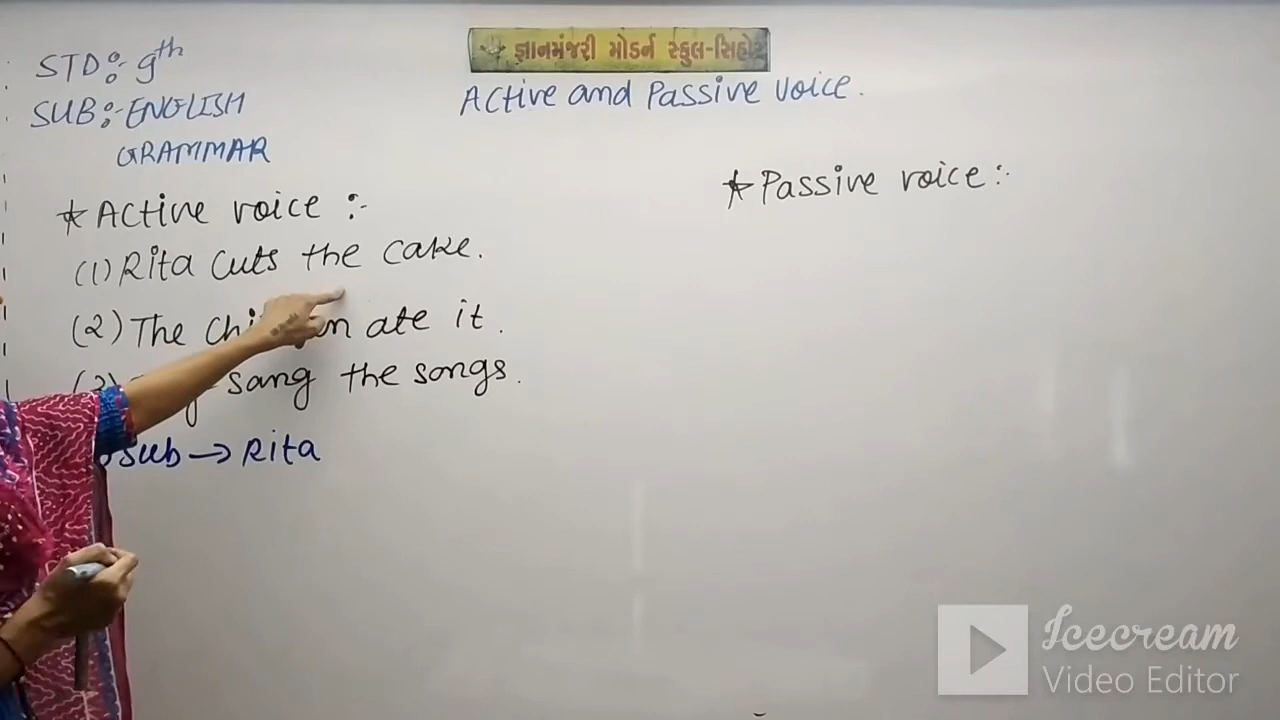 જ્ઞાનમંજરી મોડર્ન સ્કુલ-સિહોર
STD:- 9th
SUB:- ENGLISH
GRAMMAR
Active and Passive voice.
* Active voice :-
(1) Rita cuts the cake.
(2) The ate it.
sang the songs.
Sub → Rita
* Passive voice :-
Icecream
Video Editor